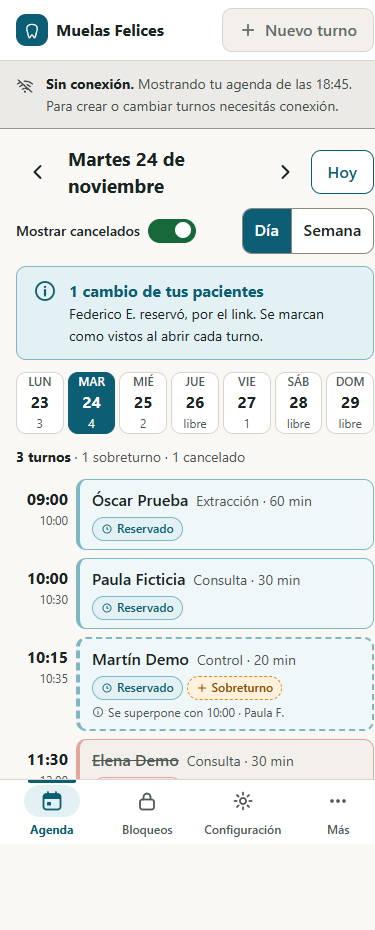 Muelas Felices
Nuevo turno
Sin conexión. Mostrando tu agenda de las 18:45.
Para crear o cambiar turnos necesitás conexión.
Martes 24 de
noviembre
Hoy
Mostrar cancelados
Día
Semana
1 cambio de tus pacientes
Federico E. reservó, por el link. Se marcan
como vistos al abrir cada turno.
LUN MAR MIÉ JUE VIE SÁB DOM
23 24 25 26 27 28 29
3 4 2 libre 1 libre libre
3 turnos · 1 sobreturno · 1 cancelado
09:00 Óscar Prueba Extracción · 60 min
10:00 Reservado
10:00 Paula Ficticia Consulta · 30 min
10:30 Reservado
10:15 Martín Demo Control · 20 min
10:35 Reservado + Sobreturno
Se superpone con 10:00 · Paula F.
11:30 Elena Demo Consulta · 30 min
Agenda
Bloqueos
Configuración
Más